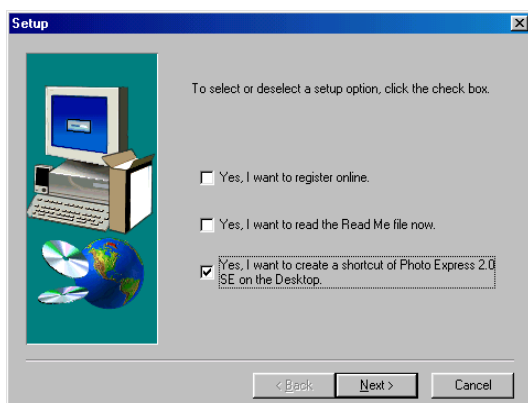 Setup
To select or deselect a setup option, click the check box.
Yes, I want to register online.
Yes, I want to read the Read Me file now.
Yes, I want to create a shortcut of Photo Express 2.0
SE on the Desktop.
< Back
Next >
Cancel